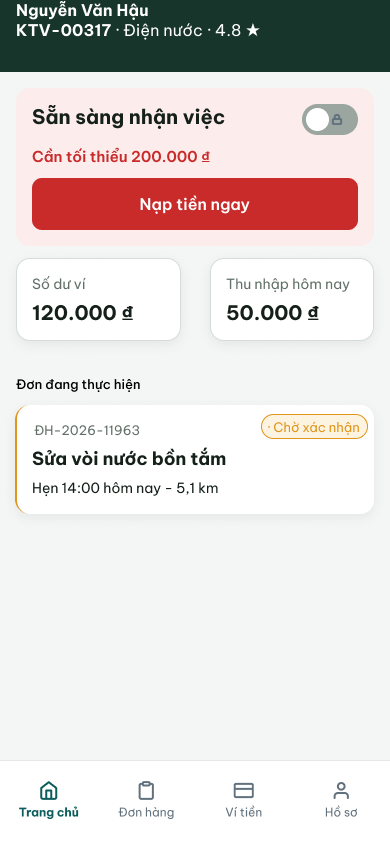 Nguyễn Văn Hậu
KTV-00317 · Điện nước · 4.8 ★
Sẵn sàng nhận việc
Cần tối thiểu 200.000 ₫
Nạp tiền ngay
Số dư ví
120.000 ₫
Thu nhập hôm nay
50.000 ₫
Đơn đang thực hiện
ĐH-2026-11963
· Chờ xác nhận
Sửa vòi nước bồn tắm
Hẹn 14:00 hôm nay - 5,1 km
Trang chủ
Đơn hàng
Ví tiền
Hồ sơ